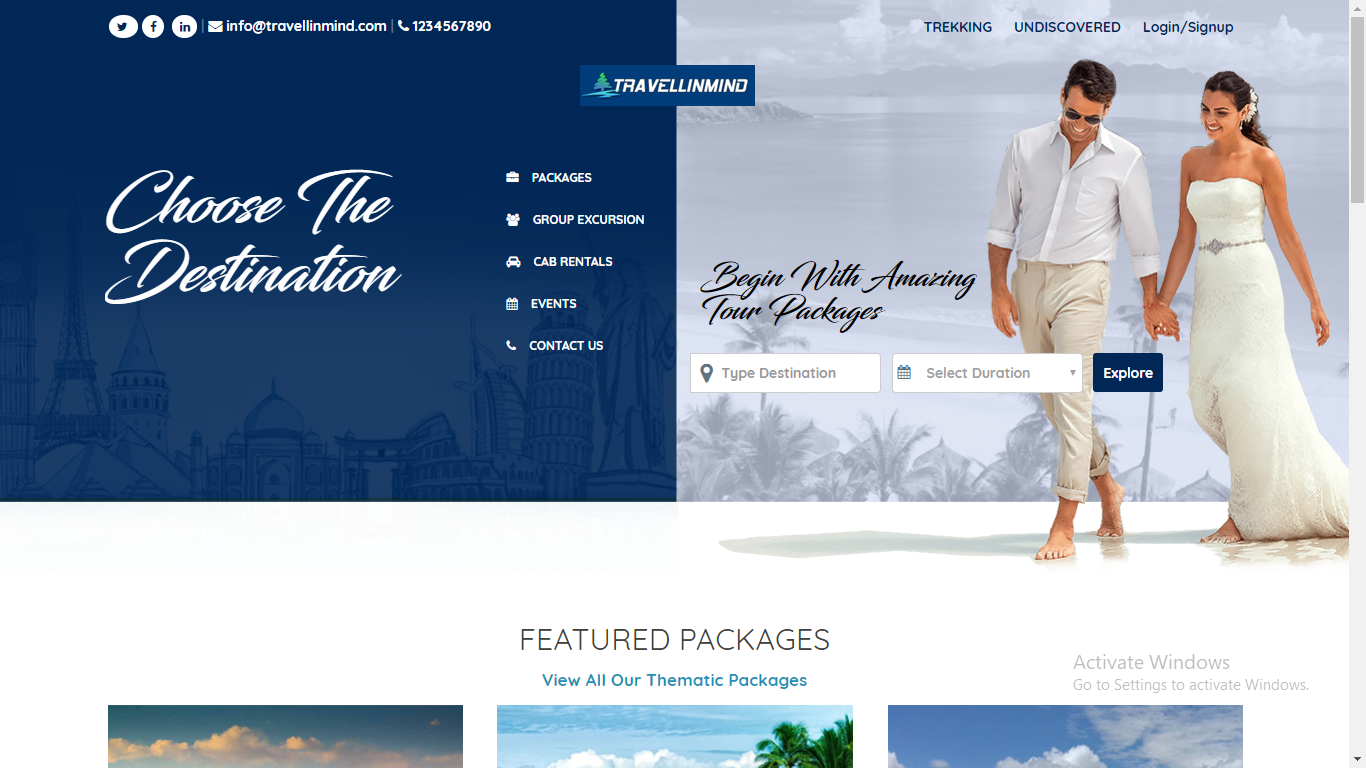 info@travellinmind.com | 1234567890
TREKKING UNDISCOVERED Login/Signup
TRAVELLINMIND
Choose The
Destination
PACKAGES
GROUP EXCURSION
CAB RENTALS
EVENTS
CONTACT US
Begin With Amazing
Tour Packages
Type Destination Select Duration Explore
FEATURED PACKAGES
View All Our Thematic Packages
Activate Windows
Go to Settings to activate Windows.